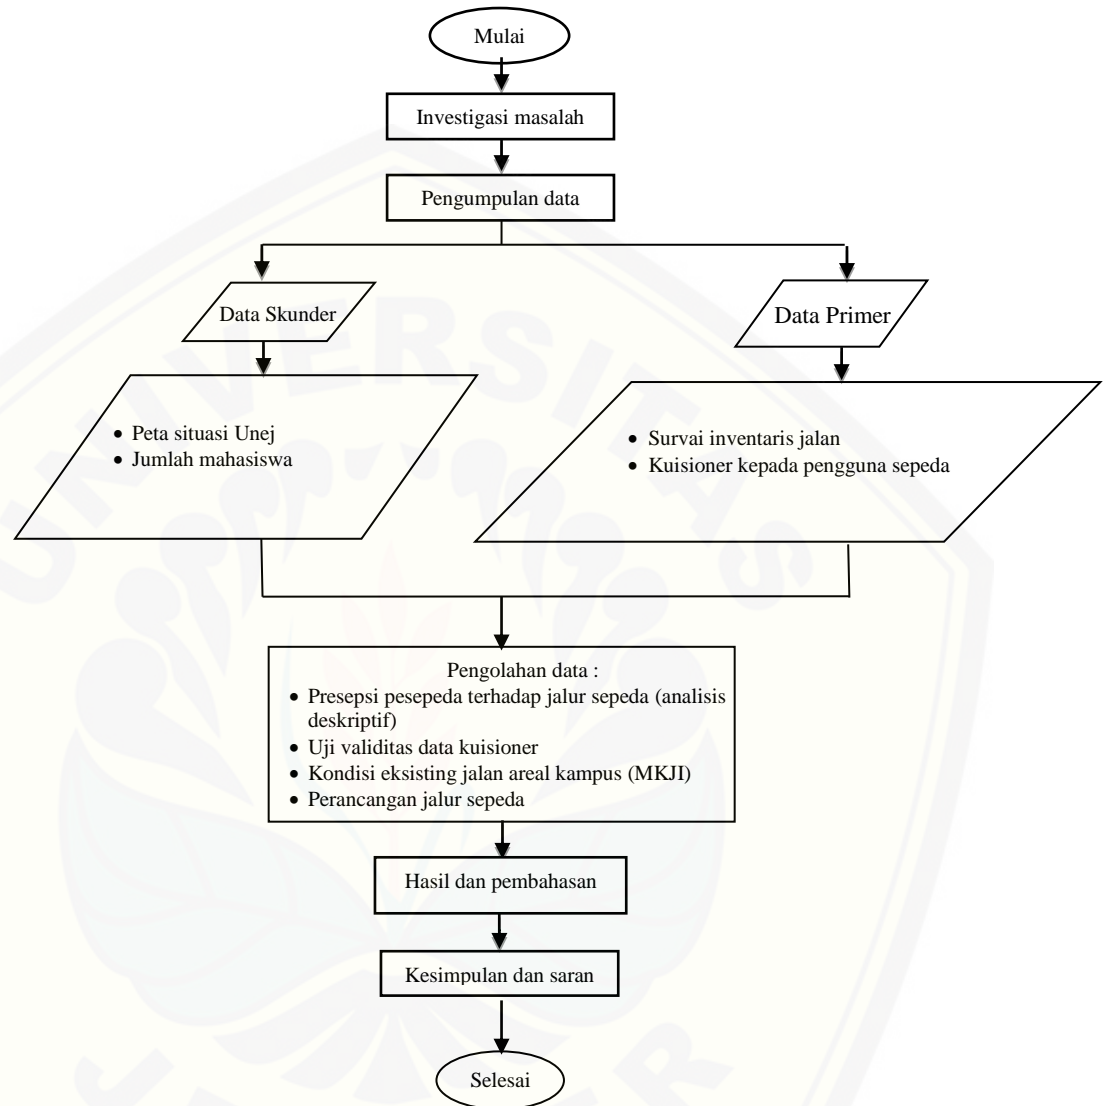 Mulai
Investigasi masalah
Pengumpulan data
Data Skunder
Data Primer
• Peta situasi Unej
• Jumlah mahasiswa
• Survai inventaris jalan
• Kuisioner kepada pengguna sepeda
Pengolahan data :
• Presepsi pesepeda terhadap jalur sepeda (analisis
deskriptif)
• Uji validitas data kuisioner
• Kondisi eksisting jalan areal kampus (MKJI)
• Perancangan jalur sepeda
Hasil dan pembahasan
Kesimpulan dan saran
Selesai
UNIVERSITAS